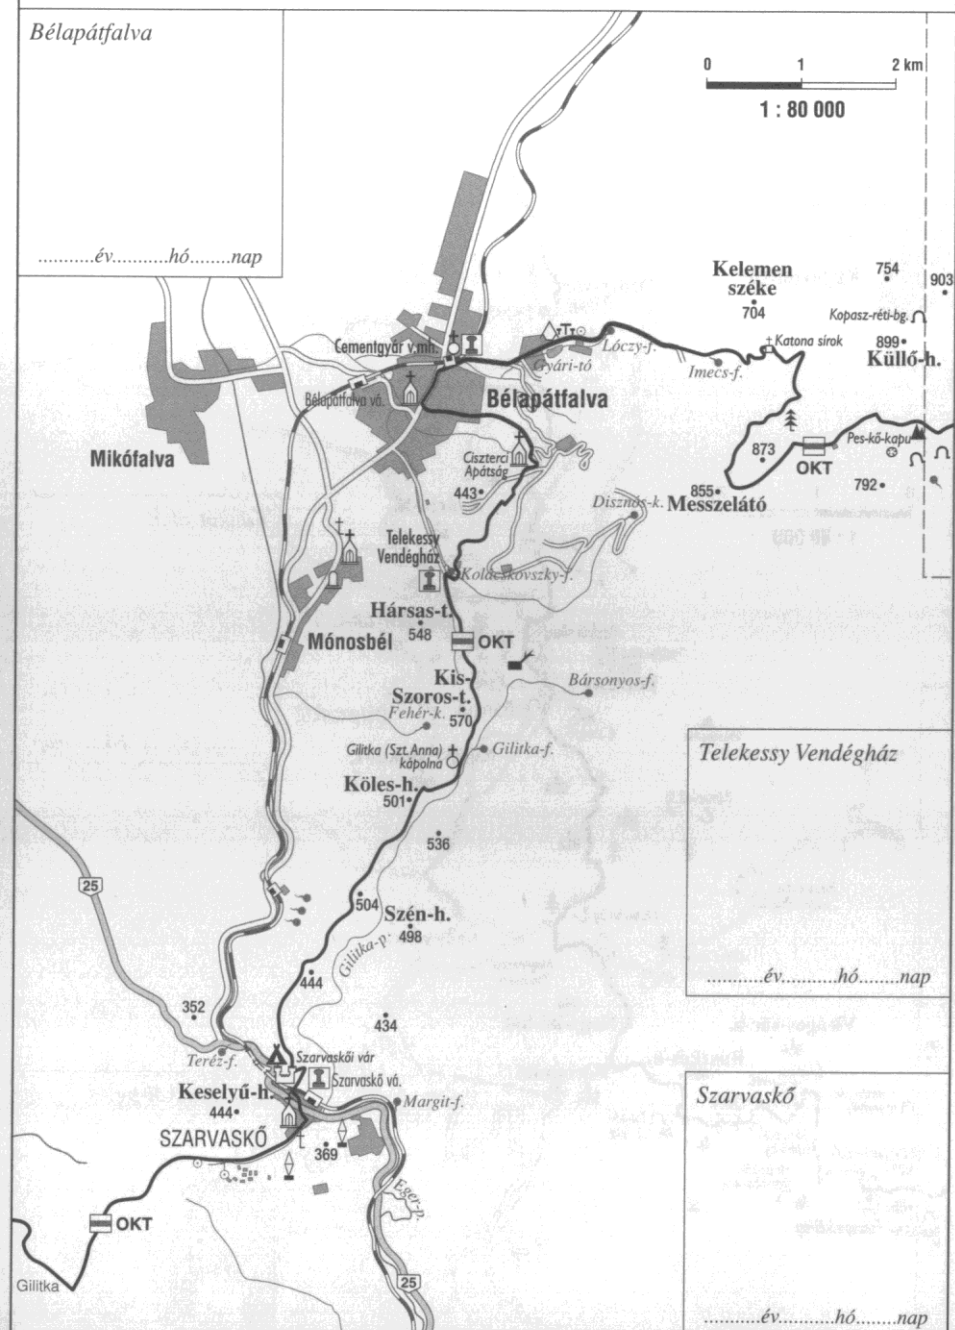 Bélapátfalva
...........év..........hó........nap
0 1 2 km
1 : 80 000
Kelemen
széke
704
754
903
Kopasz-réti-bg.
899
Küllő-h.
Katona sírok
Cementgyár v.mh.
Lóczy-f.
Gyári-tó
Imecs-f.
Bélapátfalva vá.
Bélapátfalva
Mikófalva
Ciszterci
Apátság
443
873
OKT
Pes-kő-kapu
855
Messzelátó
792
Disznós-k.
Telekessy
Vendégház
Kolacskovszky-f.
Hársas-t.
548
Mónosbél
OKT
Kis-
Szoros-t.
570
Bársonyos-f.
Fehér-k.
Gilitka (Szt.Anna)
kápolna
Gilitka-f.
Köles-h.
501
536
Telekessy Vendégház
...........év..........hó........nap
25
504
Szén-h.
498
Gilitka-p.
444
352
434
Teréz-f.
Szarvaskői vár
Szarvaskő vá.
Keselyű-h.
444
Margit-f.
SZARVASKŐ
369
Eger-p.
OKT
Gilitka
25
Szarvaskő
...........év..........hó........nap